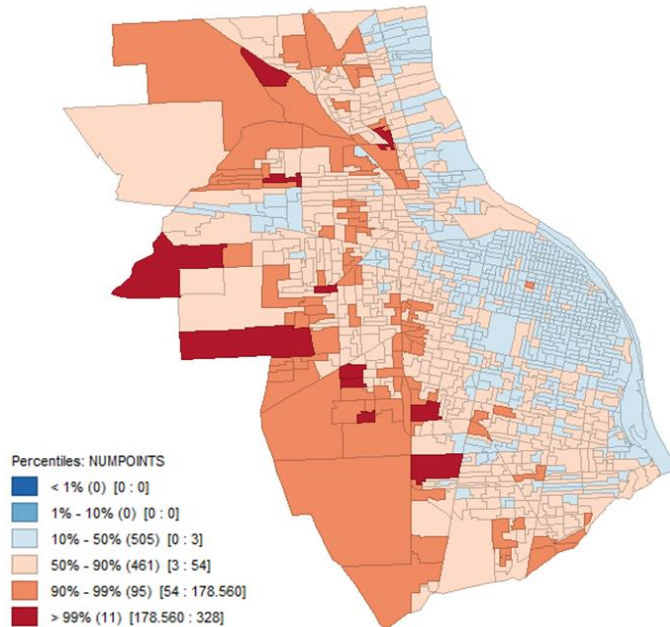 Percentiles: NUMPOINTS
< 1% (0) [0 : 0]
1% - 10% (0) [0 : 0]
10% - 50% (505) [0 : 3]
50% - 90% (461) [3 : 54]
90% - 99% (95) [54 : 178.560]
> 99% (11) [178.560 : 328]